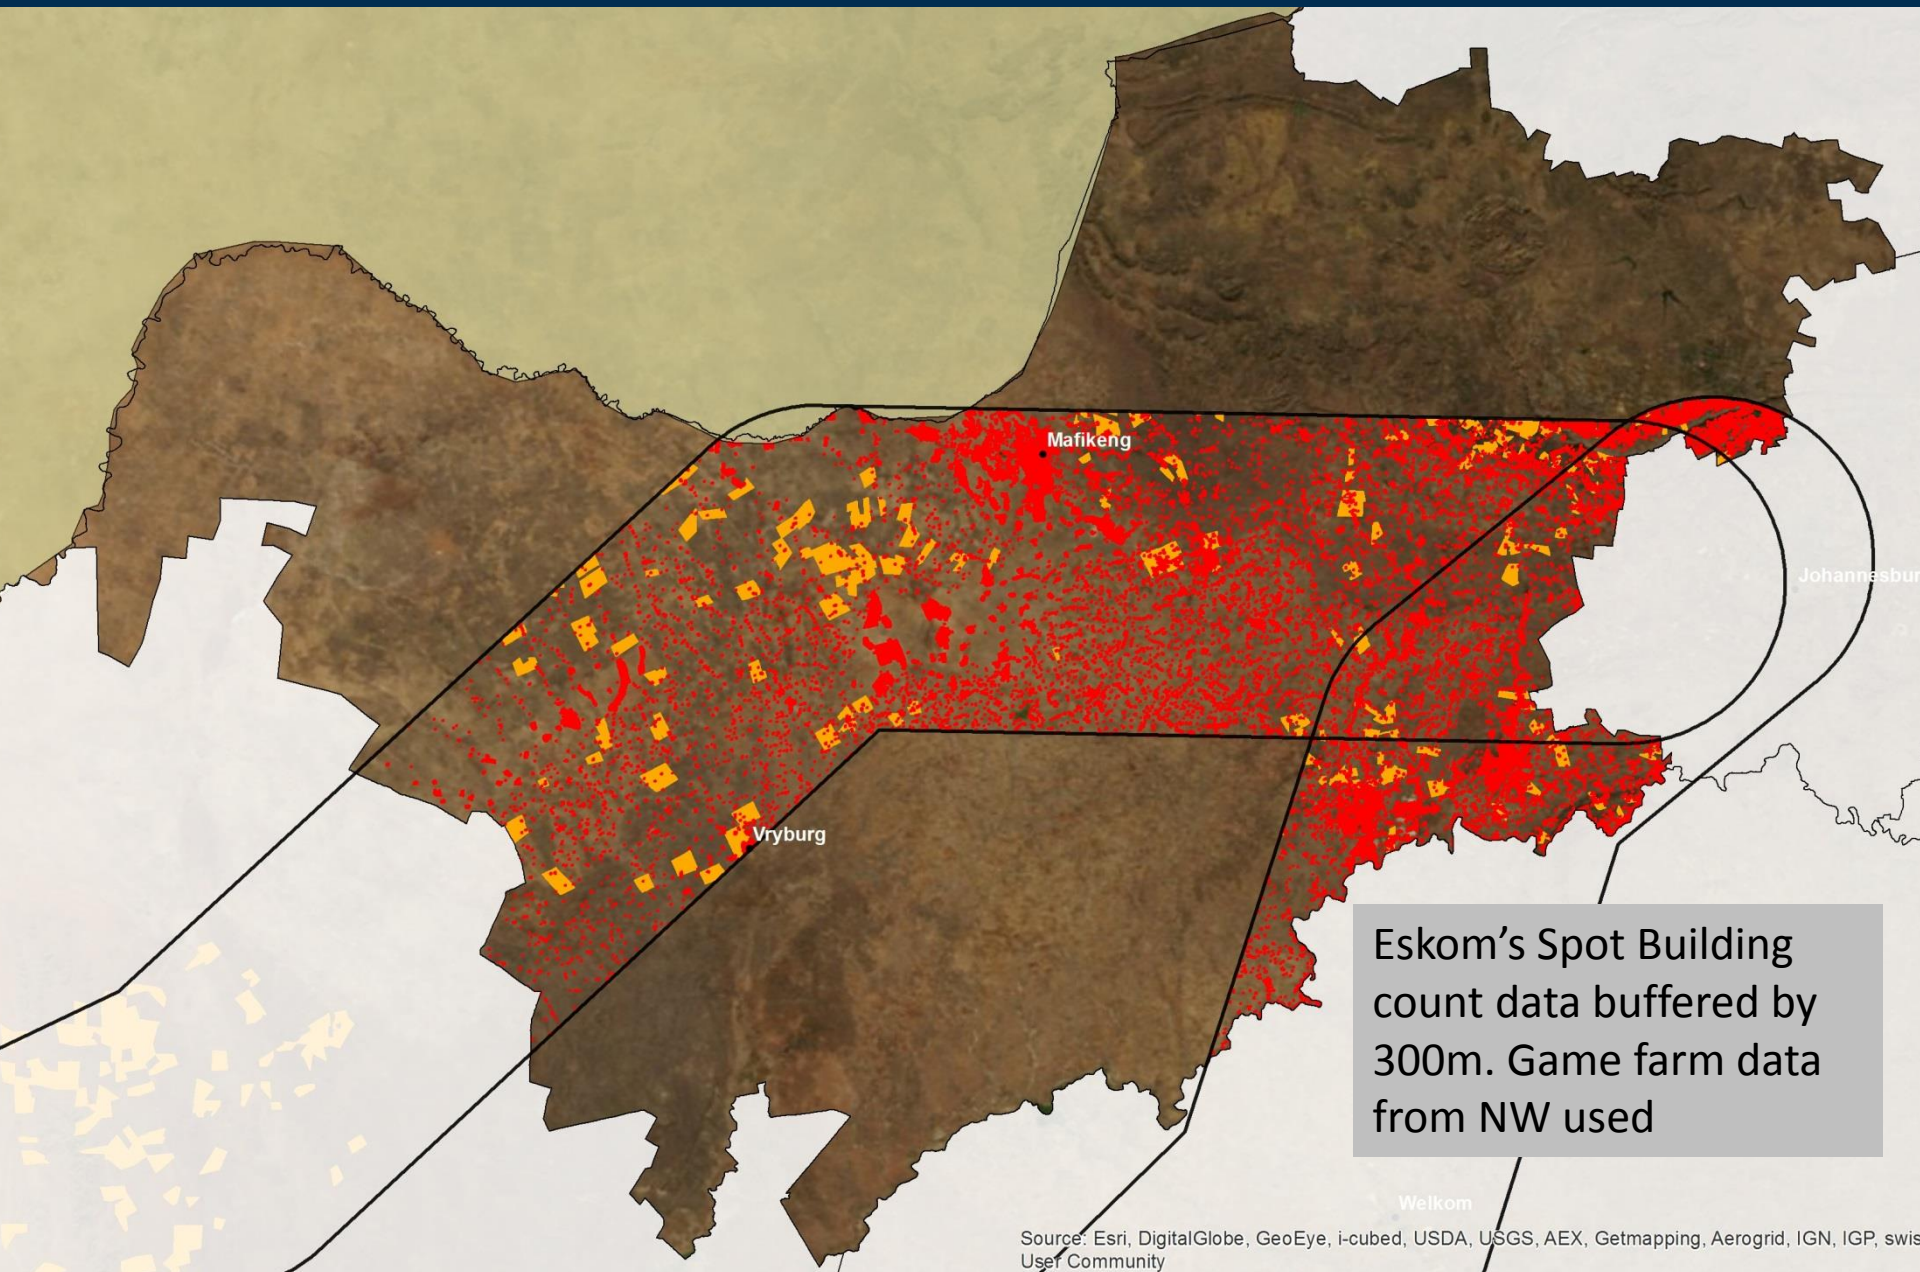 Mafikeng
Johannesbur
Vryburg
Eskom’s Spot Building
count data buffered by
300m. Game farm data
from NW used
Welkom
Source: Esri, DigitalGlobe, GeoEye, i-cubed, USDA, USGS, AEX, Getmapping, Aerogrid, IGN, IGP, swis
User Community